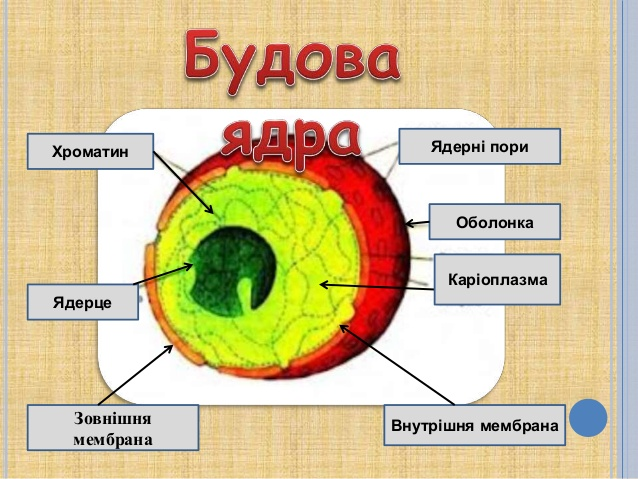 Будова
ядра
Хроматин
Ядерні пори
Оболонка
Каріоплазма
Ядерце
Зовнішня
мембрана
Внутрішня мембрана